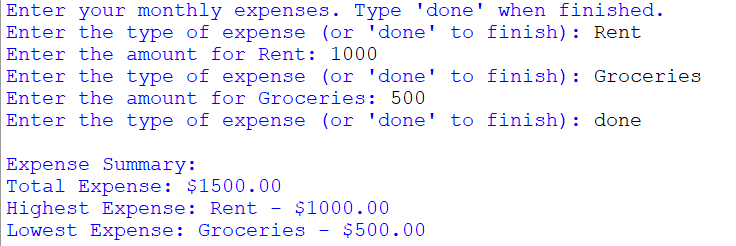 Enter your monthly expenses. Type 'done' when finished.
Enter the type of expense (or 'done' to finish): Rent
Enter the amount for Rent: 1000
Enter the type of expense (or 'done' to finish): Groceries
Enter the amount for Groceries: 500
Enter the type of expense (or 'done' to finish): done
Expense Summary:
Total Expense: $1500.00
Highest Expense: Rent - $1000.00
Lowest Expense: Groceries - $500.00